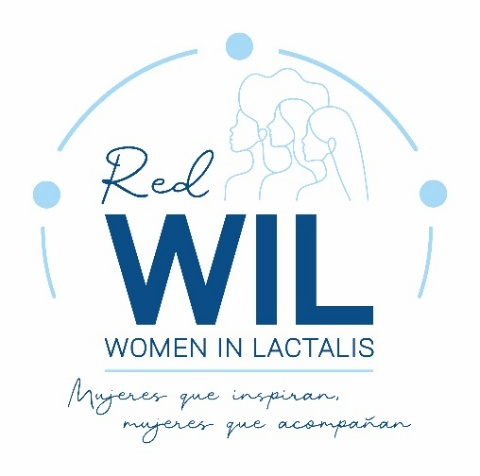 Red
WIL
WOMEN IN LACTALIS
Mujeres que inspiran,
mujeres que acompañan